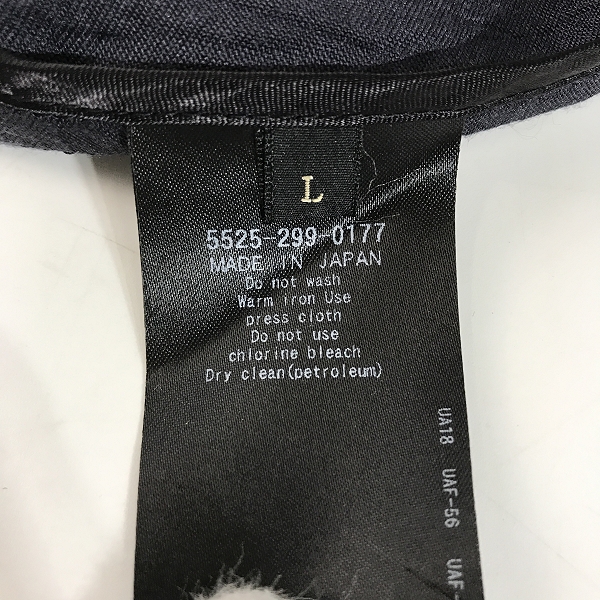 L
5525-299-0177
MADE IN JAPAN
Do not wash
Warm iron Use
press cloth
Do not use
chlorine bleach
Dry clean(petroleum)
UA18 UAF-56 UAF-